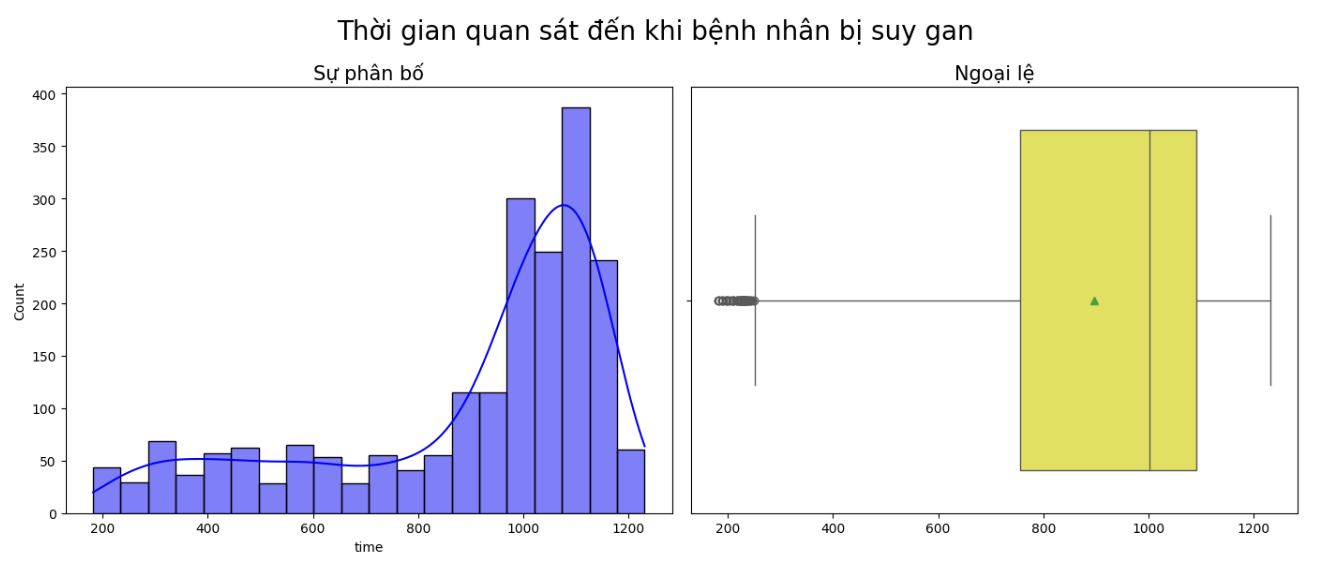 Thời gian quan sát đến khi bệnh nhân bị suy gan
Sự phân bố
Ngoại lệ
400
350
300
250
200
150
100
50
0
Count
200 400 600 800 1000 1200
time
200 400 600 800 1000 1200